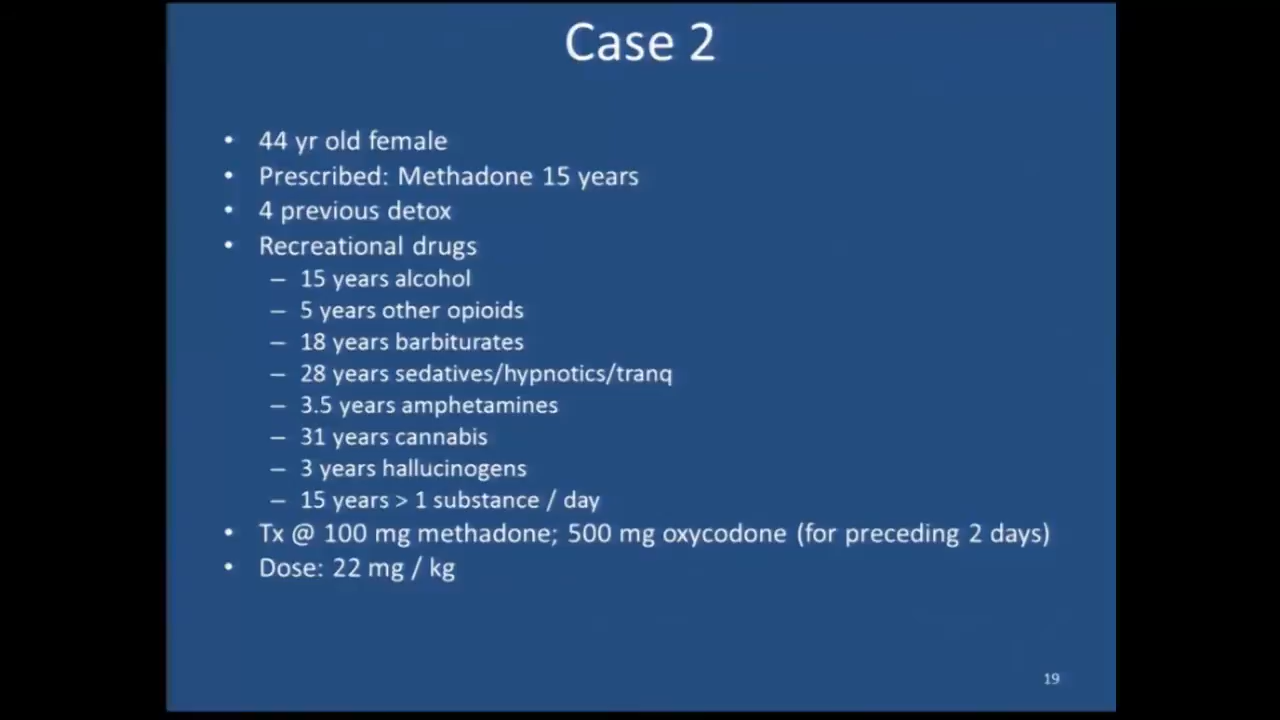 Case 2
• 44 yr old female
• Prescribed: Methadone 15 years
• 4 previous detox
• Recreational drugs
– 15 years alcohol
– 5 years other opioids
– 18 years barbiturates
– 28 years sedatives/hypnotics/tranq
– 3.5 years amphetamines
– 31 years cannabis
– 3 years hallucinogens
– 15 years > 1 substance / day
• Tx @ 100 mg methadone; 500 mg oxycodone (for preceding 2 days)
• Dose: 22 mg / kg
19